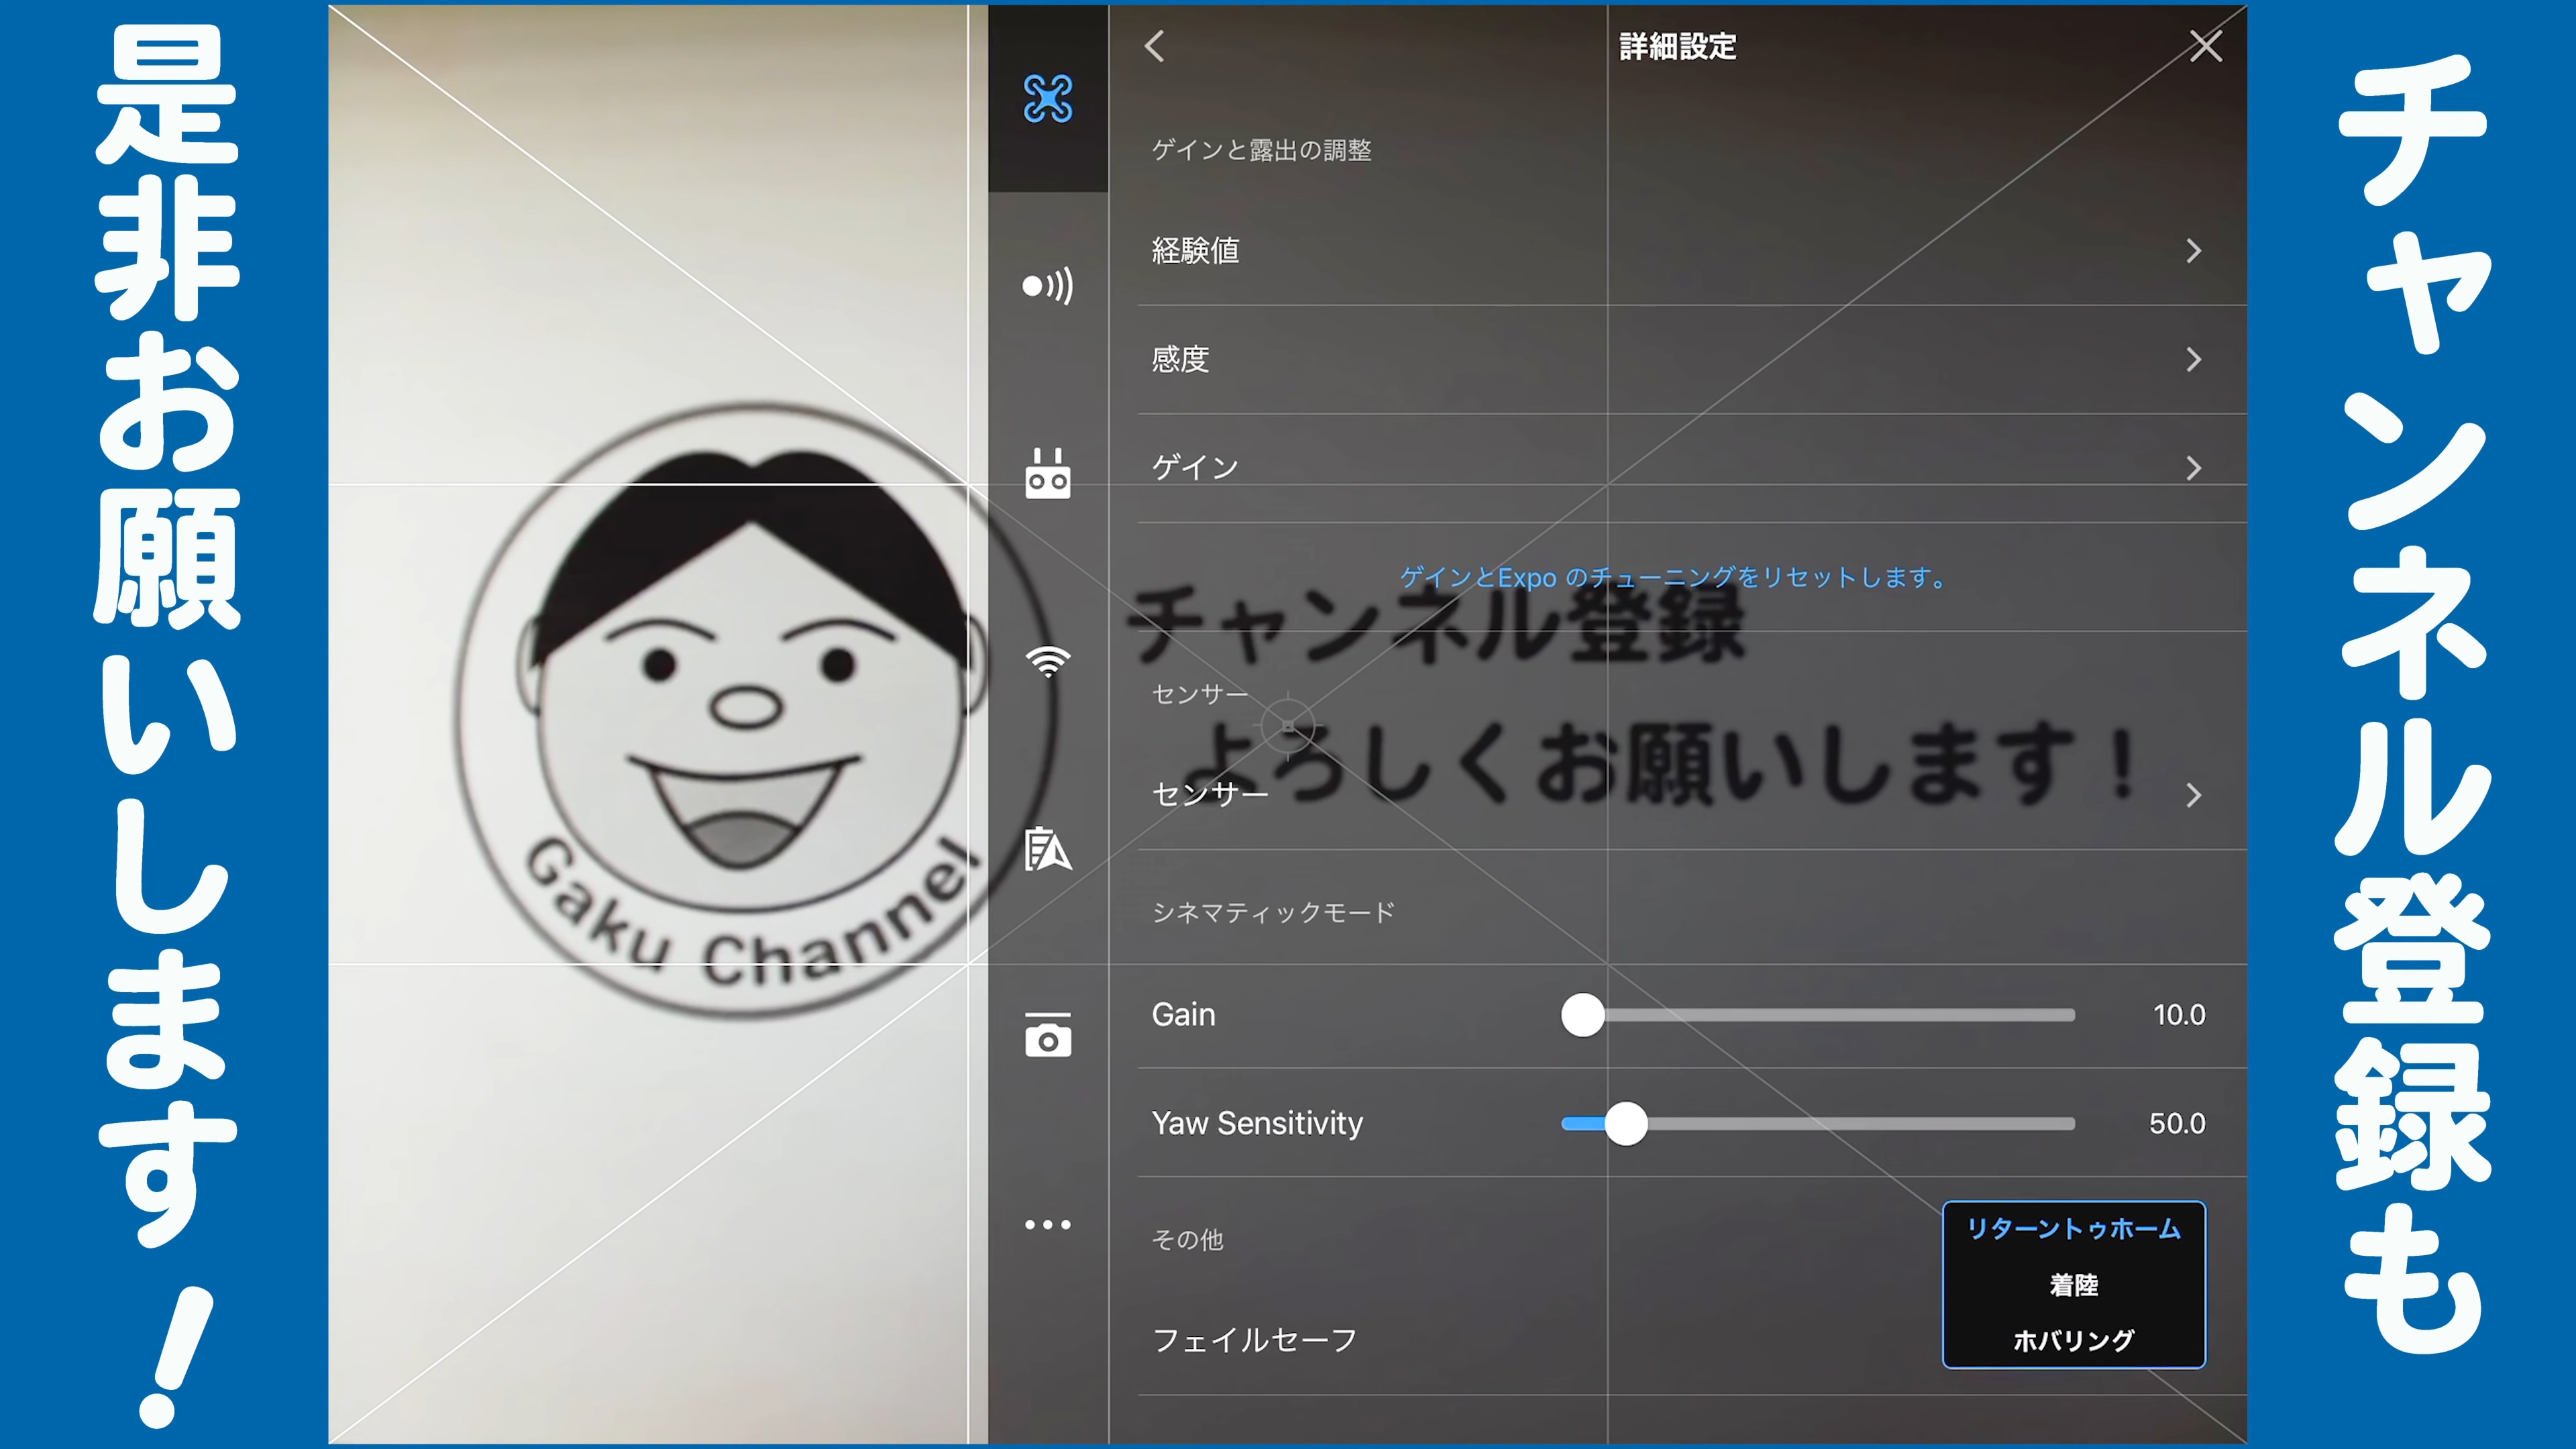 チャンネル登録も
是非お願いします!
詳細設定
ゲインと露出の調整
経験値
感度
ゲイン
ゲインとExpo のチューニングをリセットします。
センサー
センサー
シネマティックモード
Gain
10.0
Yaw Sensitivity
50.0
その他
フェイルセーフ
リターントゥホーム
着陸
ホバリング
チャンネル登録
よろしくお願いします！
Gaku Channel